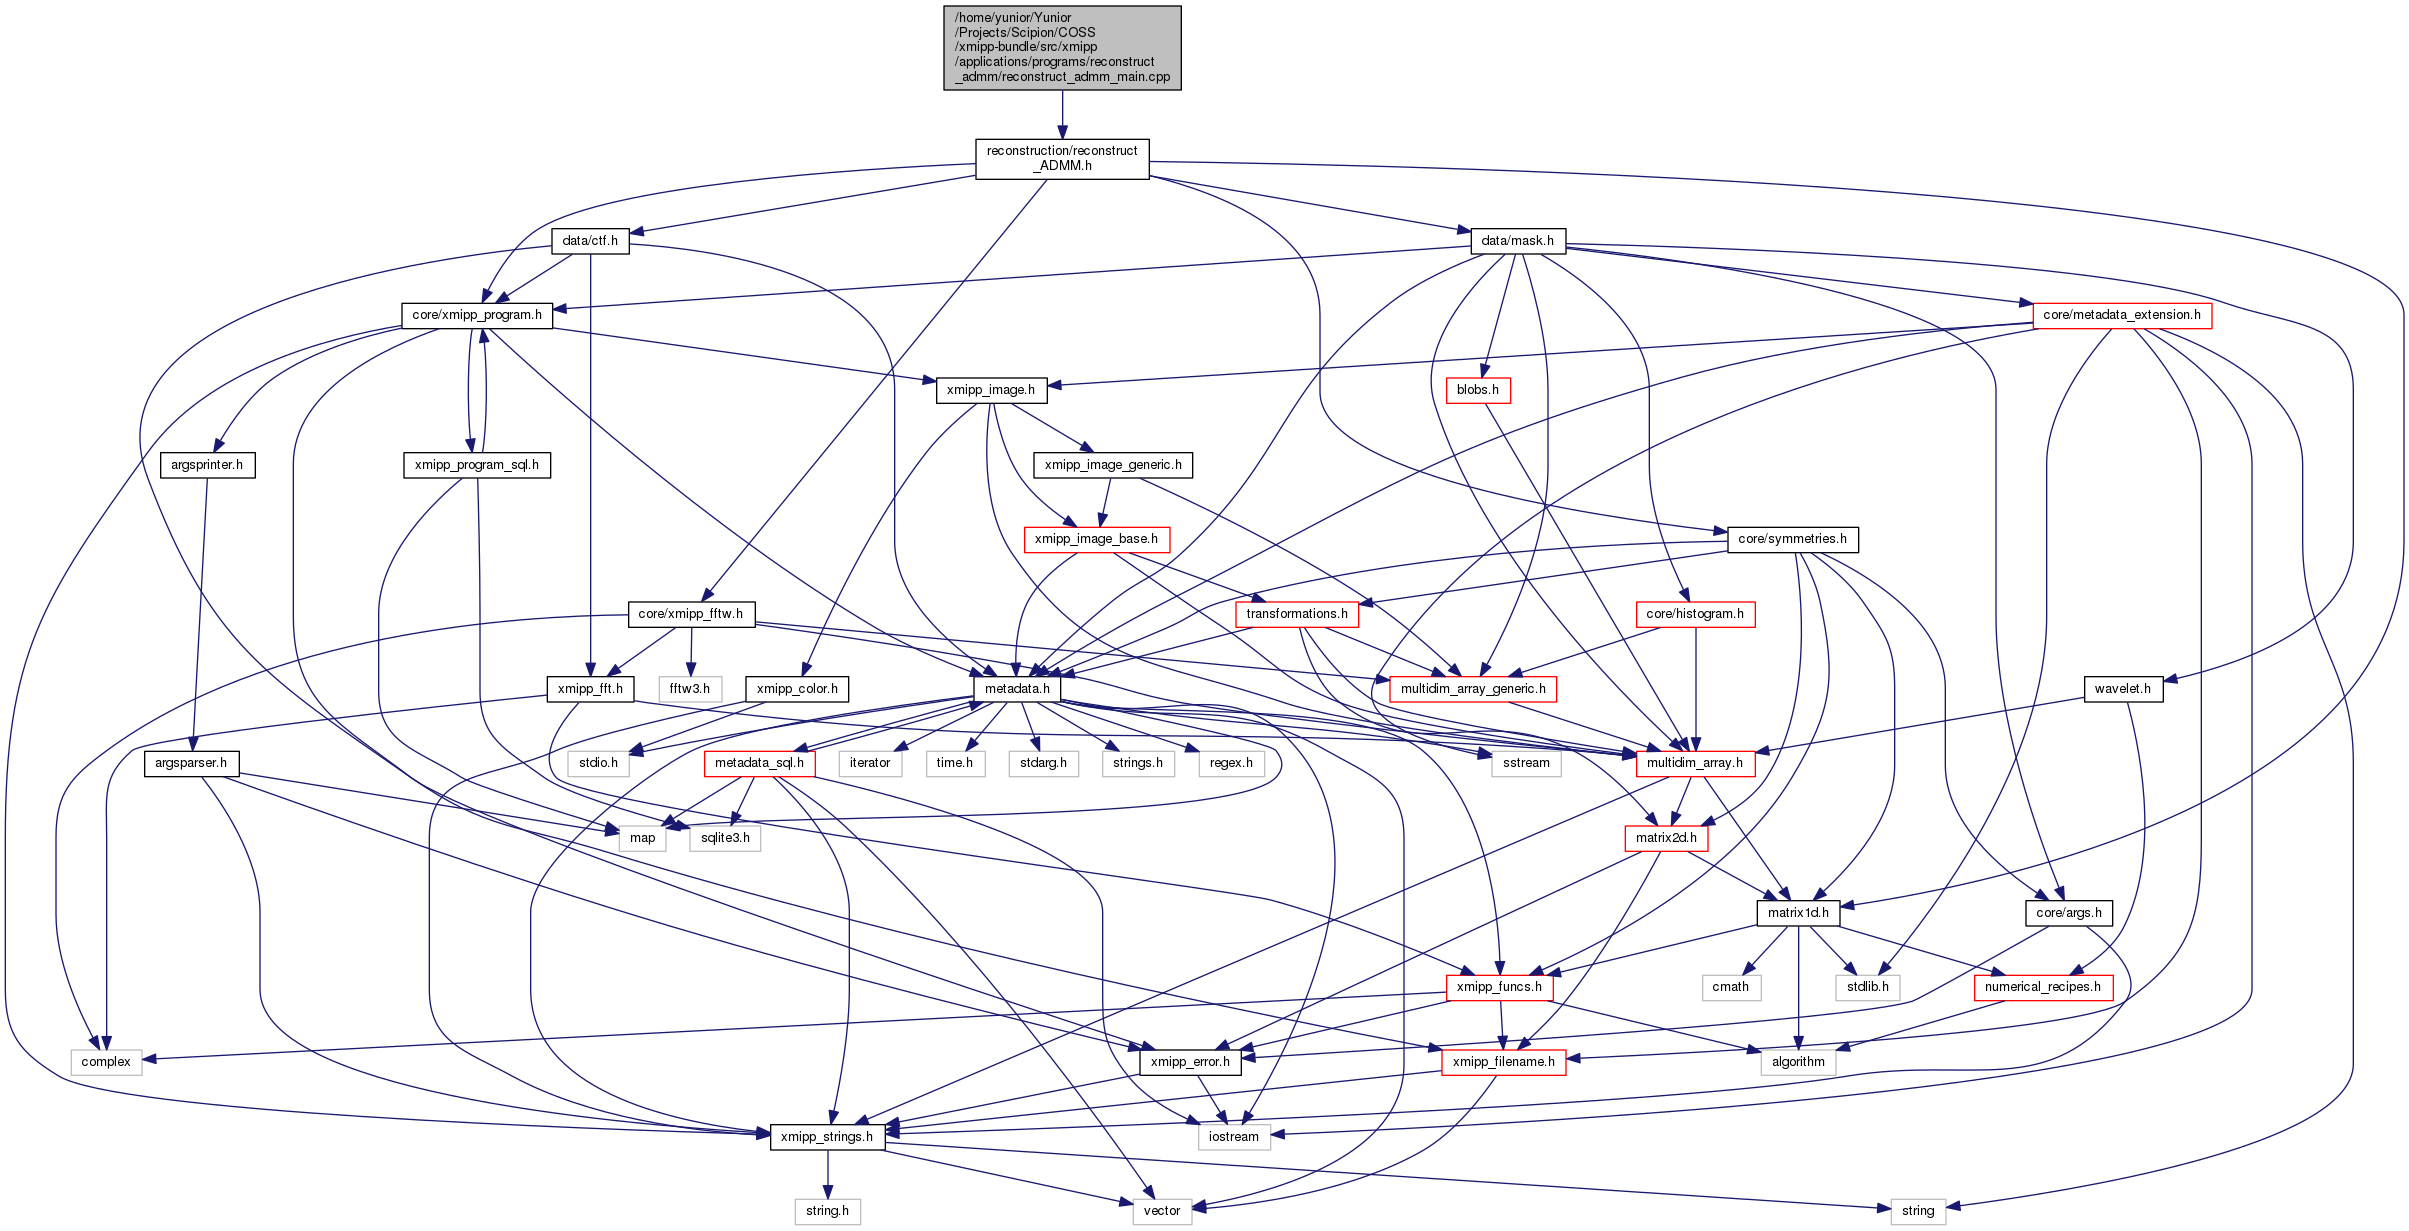 /home/yunior/Yunior
/Projects/Scipion/COSS
/xmipp-bundle/src/xmipp
/applications/programs/reconstruct
_admm/reconstruct_admm_main.cpp
reconstruction/reconstruct
_ADMM.h
data/ctf.h
data/mask.h
core/xmipp_program.h
core/metadata_extension.h
xmipp_image.h
blobs.h
argsprinter.h
xmipp_program_sql.h
xmipp_image_generic.h
xmipp_image_base.h
core/symmetries.h
core/xmipp_fftw.h
transformations.h
core/histogram.h
xmipp_fft.h
fftw3.h
xmipp_color.h
metadata.h
multidim_array_generic.h
wavelet.h
argsparser.h
stdio.h
metadata_sql.h
iterator
time.h
stdarg.h
strings.h
regex.h
sstream
multidim_array.h
map
sqlite3.h
matrix2d.h
matrix1d.h
core/args.h
xmipp_funcs.h
cmath
stdlib.h
numerical_recipes.h
complex
xmipp_error.h
xmipp_filename.h
algorithm
xmipp_strings.h
iostream
string.h
vector
string